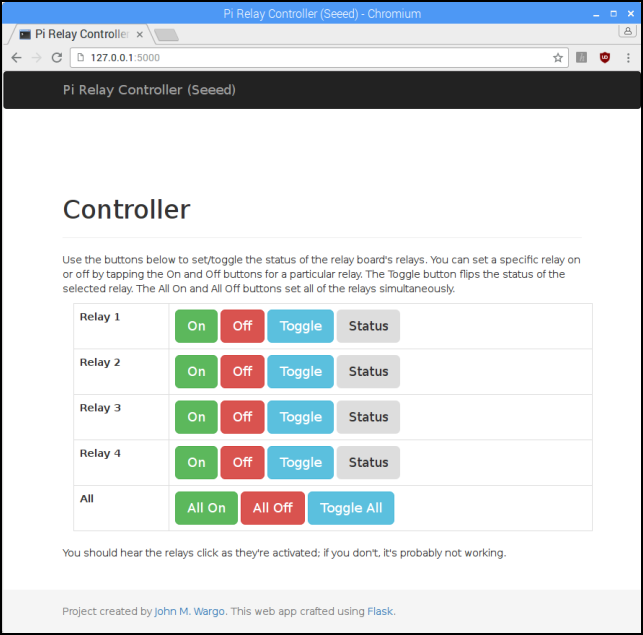 Pi Relay Controller (Seeed) - Chromium
Pi Relay Controlle
127.0.0.1:5000
Pi Relay Controller (Seeed)
Controller
Use the buttons below to set/toggle the status of the relay board's relays. You can set a specific relay on
or off by tapping the On and Off buttons for a particular relay. The Toggle button flips the status of the
selected relay. The All On and All Off buttons set all of the relays simultaneously.
Relay 1 On Off Toggle Status
Relay 2 On Off Toggle Status
Relay 3 On Off Toggle Status
Relay 4 On Off Toggle Status
All All On All Off Toggle All
You should hear the relays click as they're activated; if you don't, it's probably not working.
Project created by John M. Wargo. This web app crafted using Flask.